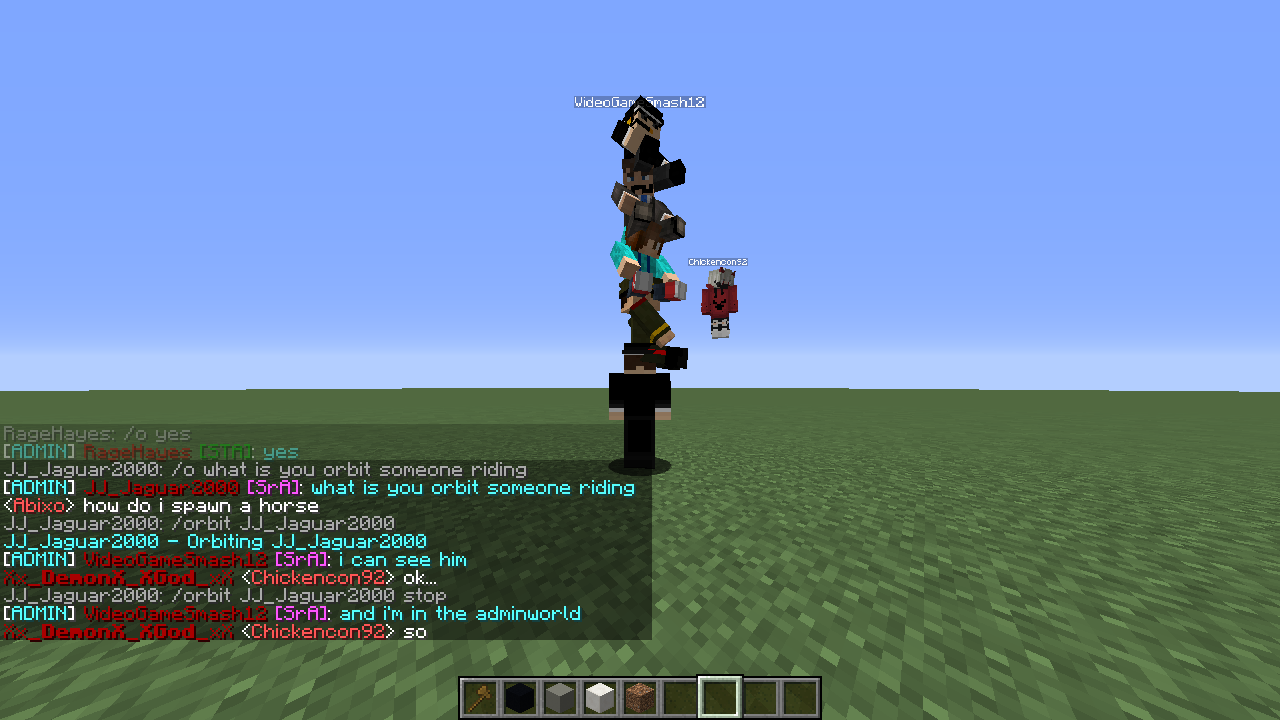 VideoGameSmash12
Chickencon92
RageHayes: /o yes
[ADMIN] RageHayes [STA]: yes
JJ_Jaguar2000: /o what is you orbit someone riding
[ADMIN] JJ_Jaguar2000 [SrA]: what is you orbit someone riding
<Abixo> how do i spawn a horse
JJ_Jaguar2000: /orbit JJ_Jaguar2000
JJ_Jaguar2000 - Orbiting JJ_Jaguar2000
[ADMIN] VideoGameSmash12 [SrA]: i can see him
Xx_DemonX_XGod_xX <Chickencon92> ok...
JJ_Jaguar2000: /orbit JJ_Jaguar2000 stop
[ADMIN] VideoGameSmash12 [SrA]: and i'm in the adminworld
Xx_DemonX_XGod_xX <Chickencon92> so